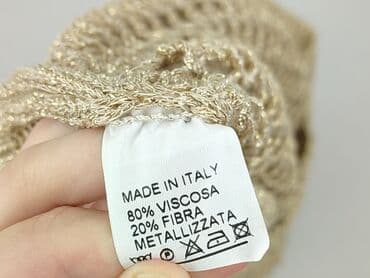 MADE IN ITALY
80% VISCOSA
20% FIBRA
METALLIZZATA